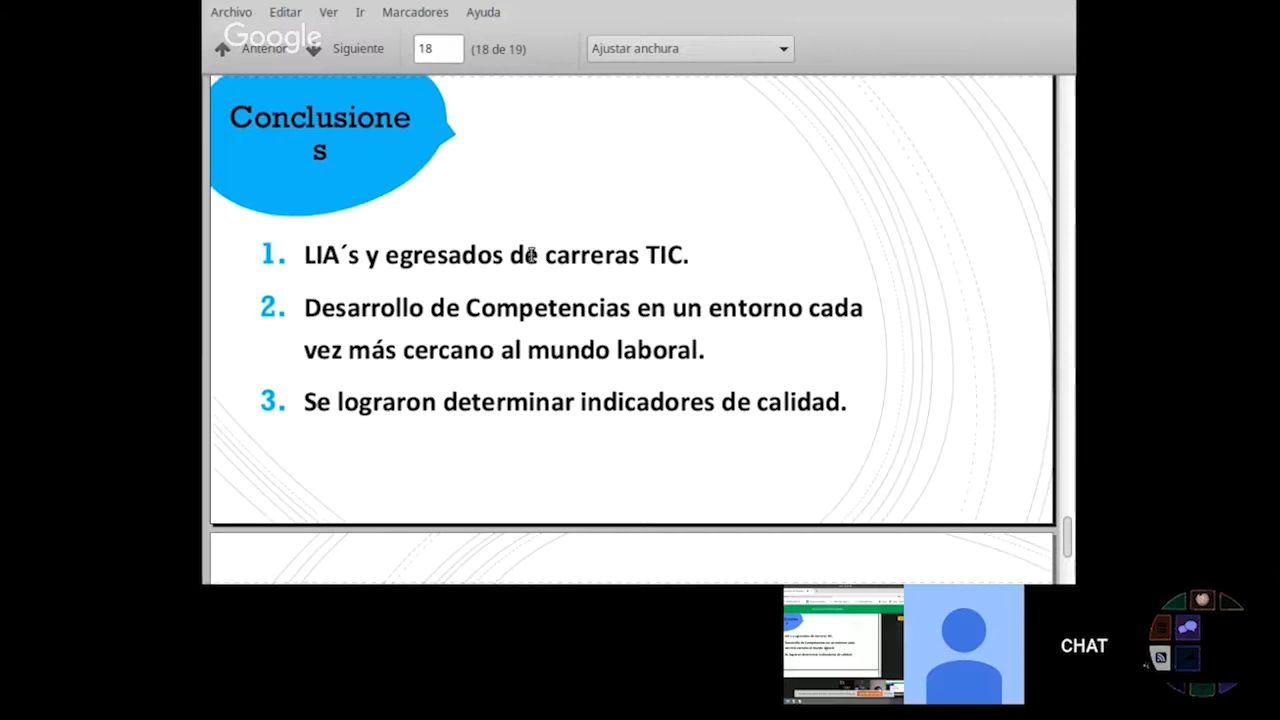 Archivo Editar Ver Ir Marcadores Ayuda
Google
Anterior Siguiente 18 (18 de 19) Ajustar anchura
Conclusione
s
1. LIA´s y egresados de carreras TIC.
2. Desarrollo de Competencias en un entorno cada
vez más cercano al mundo laboral.
3. Se lograron determinar indicadores de calidad.
CHAT